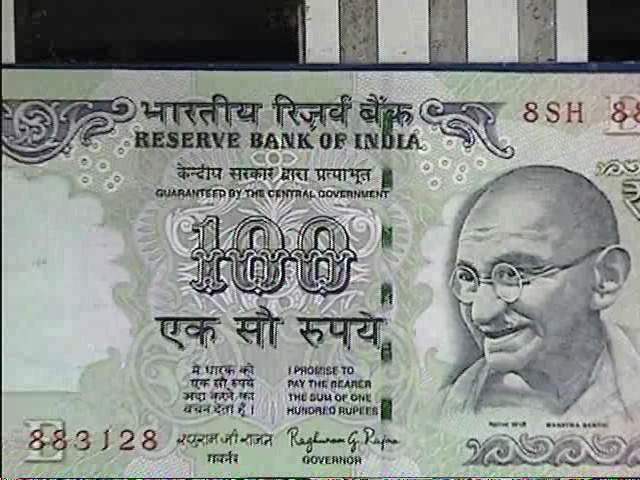 भारतीय रिज़र्व बैंक
RESERVE BANK OF INDIA
8SH 88
केन्द्रीय सरकार द्वारा प्रत्याभूत
GUARANTEED BY THE CENTRAL GOVERNMENT
100
एक सौ रुपये
मैं धारक को
एक सौ रुपये
अदा करने का
वचन देता हूँ ।
I PROMISE TO
PAY THE BEARER
THE SUM OF ONE
HUNDRED RUPEES
883128
रघुराम जी राजन
गवर्नर
Raghuram G. Rajan
GOVERNOR
महात्मा गांधी
MAHATMA GANDHI